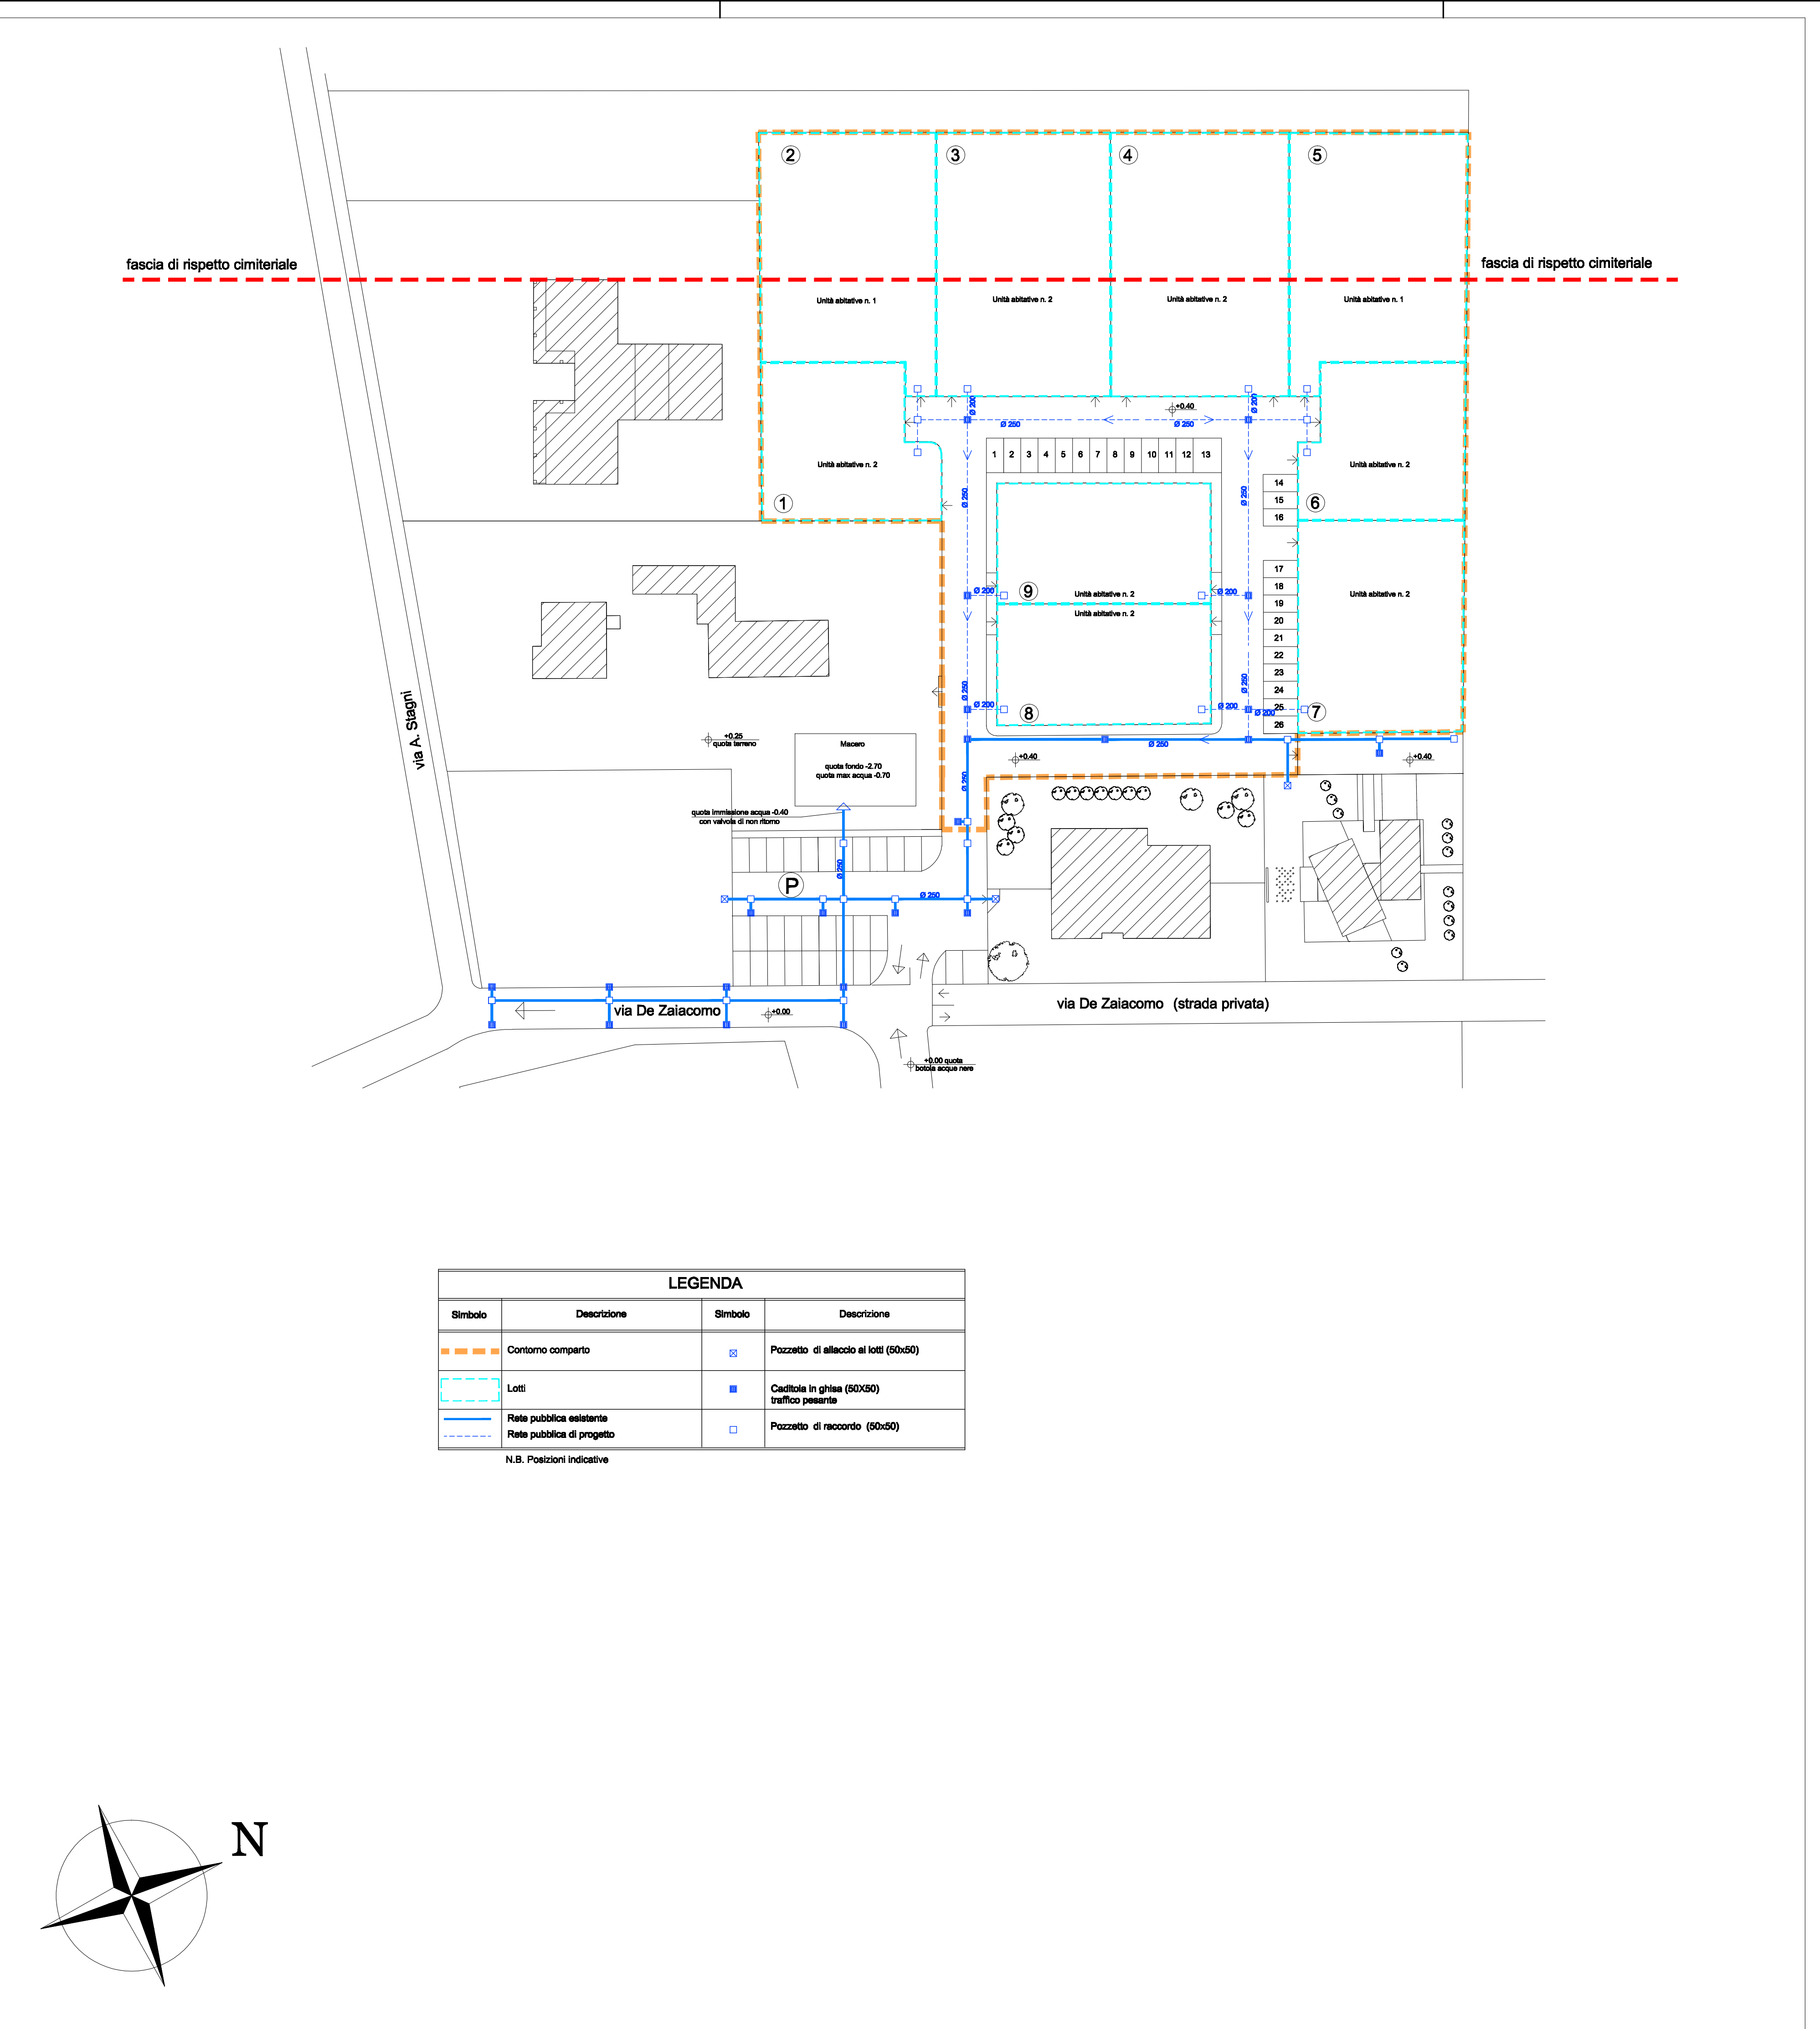 2
3
4
5
fascia di rispetto cimiteriale
fascia di rispetto cimiteriale
Unità abitative n. 1
Unità abitative n. 2
Unità abitative n. 2
Unità abitative n. 1
Ø 200
Ø 200
+0.40
Ø 250
Ø 250
1 2 3 4 5 6 7 8 9 10 11 12 13
Unità abitative n. 2
Unità abitative n. 2
14
15
16
Ø 250
Ø 250
1
6
17
18
19
20
21
22
23
24
25
26
9
Ø 200
Unità abitative n. 2
Ø 200
Unità abitative n. 2
Unità abitative n. 2
Ø 250
Ø 250
Ø 200
8
Ø 200
Ø 200
7
via A. Stagni
+0.25
quota terreno
Macero
quota fondo -2.70
quota max acqua -0.70
Ø 250
+0.40
+0.40
Ø 250
quota immissione acqua -0.40
con valvola di non ritorno
Ø 250
P
Ø 250
via De Zaiacomo
+0.00
via De Zaiacomo (strada privata)
+0.00 quota
botola acque nere
LEGENDA
Simbolo Descrizione Simbolo Descrizione
Contorno comparto
Pozzetto di allaccio ai lotti (50x50)
Lotti
Caditoia in ghisa (50X50)
traffico pesante
Rete pubblica esistente
Rete pubblica di progetto
Pozzetto di raccordo (50x50)
N.B. Posizioni indicative
N